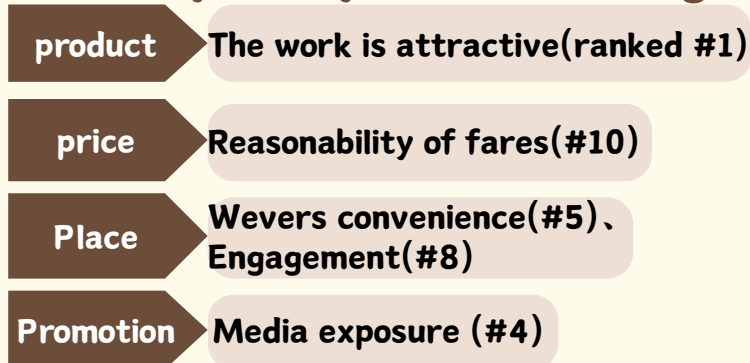 product
The work is attractive(ranked #1)
price
Reasonability of fares(#10)
Place
Wevers convenience(#5)、
Engagement(#8)
Promotion
Media exposure (#4)